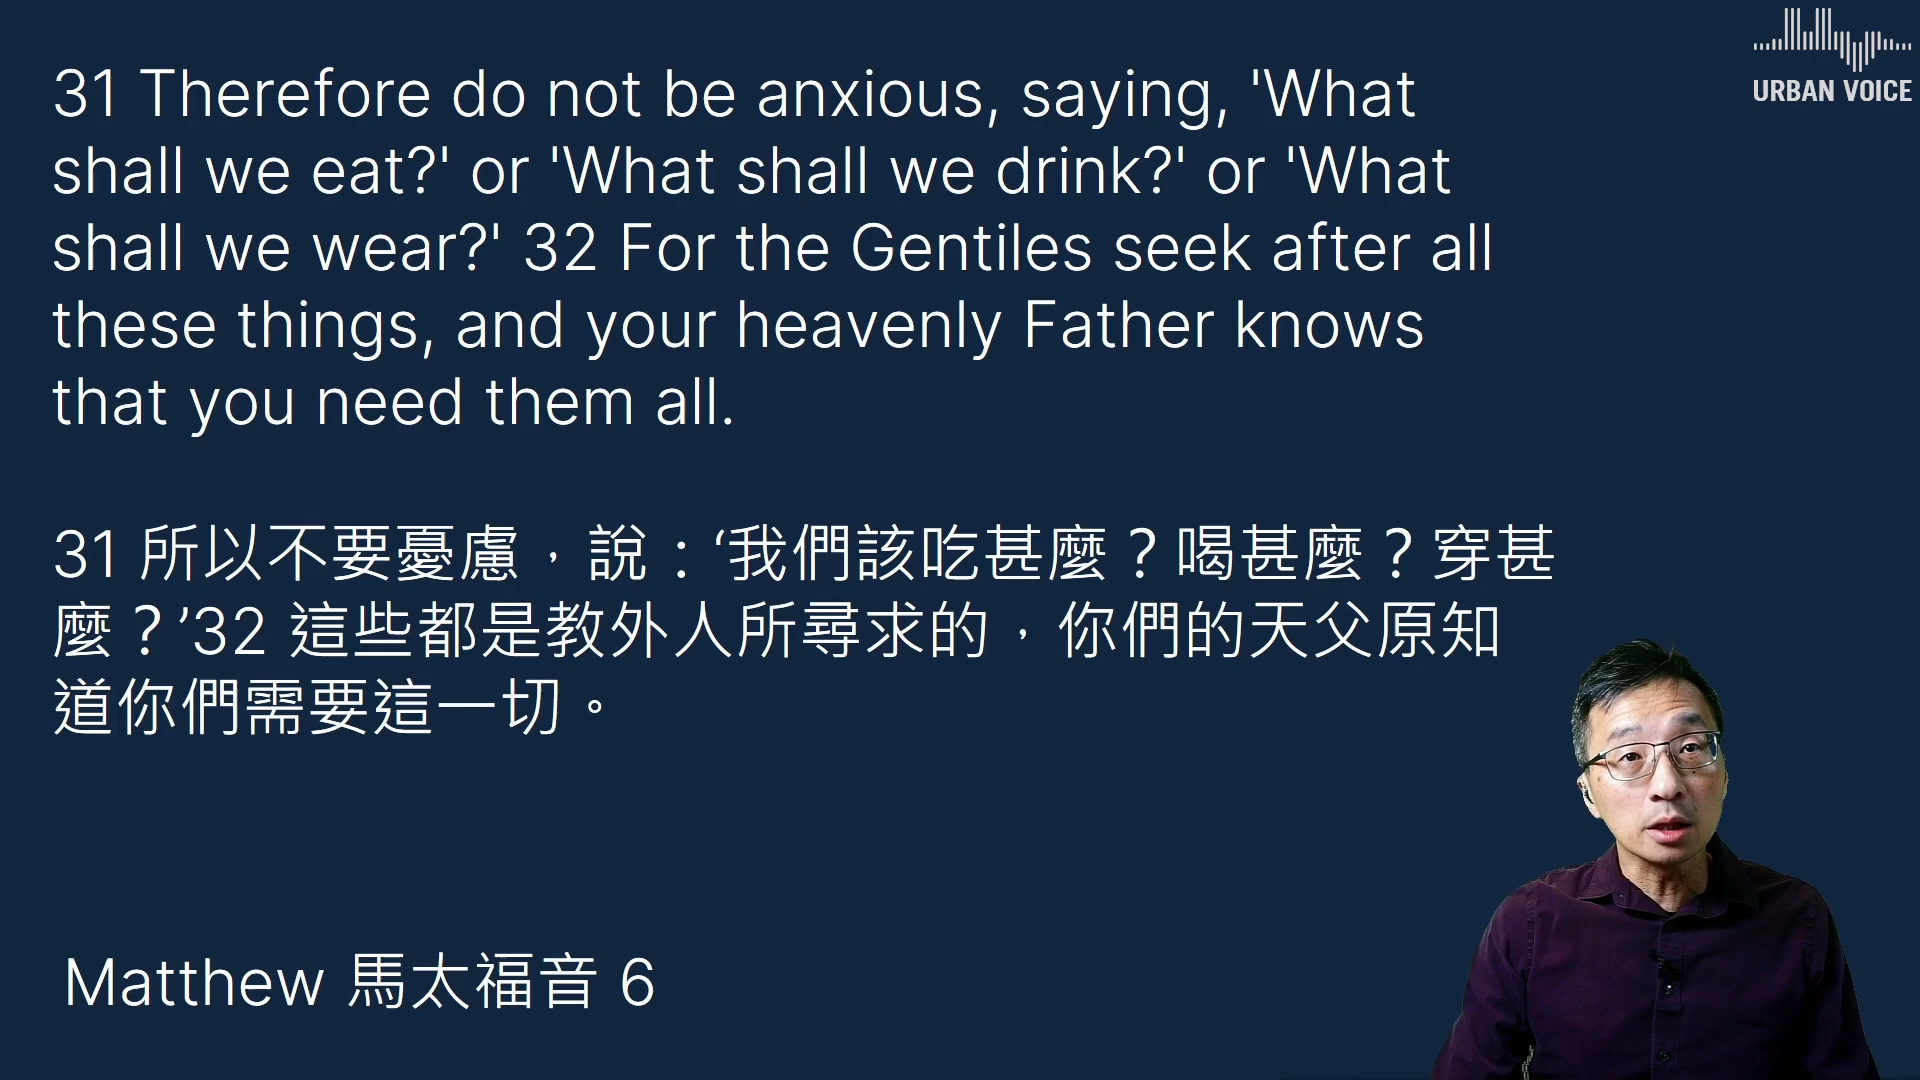 URBAN VOICE
31 Therefore do not be anxious, saying, 'What
shall we eat?' or 'What shall we drink?' or 'What
shall we wear?' 32 For the Gentiles seek after all
these things, and your heavenly Father knows
that you need them all.
31 所以不要憂慮，說：‘我們該吃甚麼？喝甚麼？穿甚
麼？’32 這些都是教外人所尋求的，你們的天父原知
道你們需要這一切。
Matthew 馬太福音 6